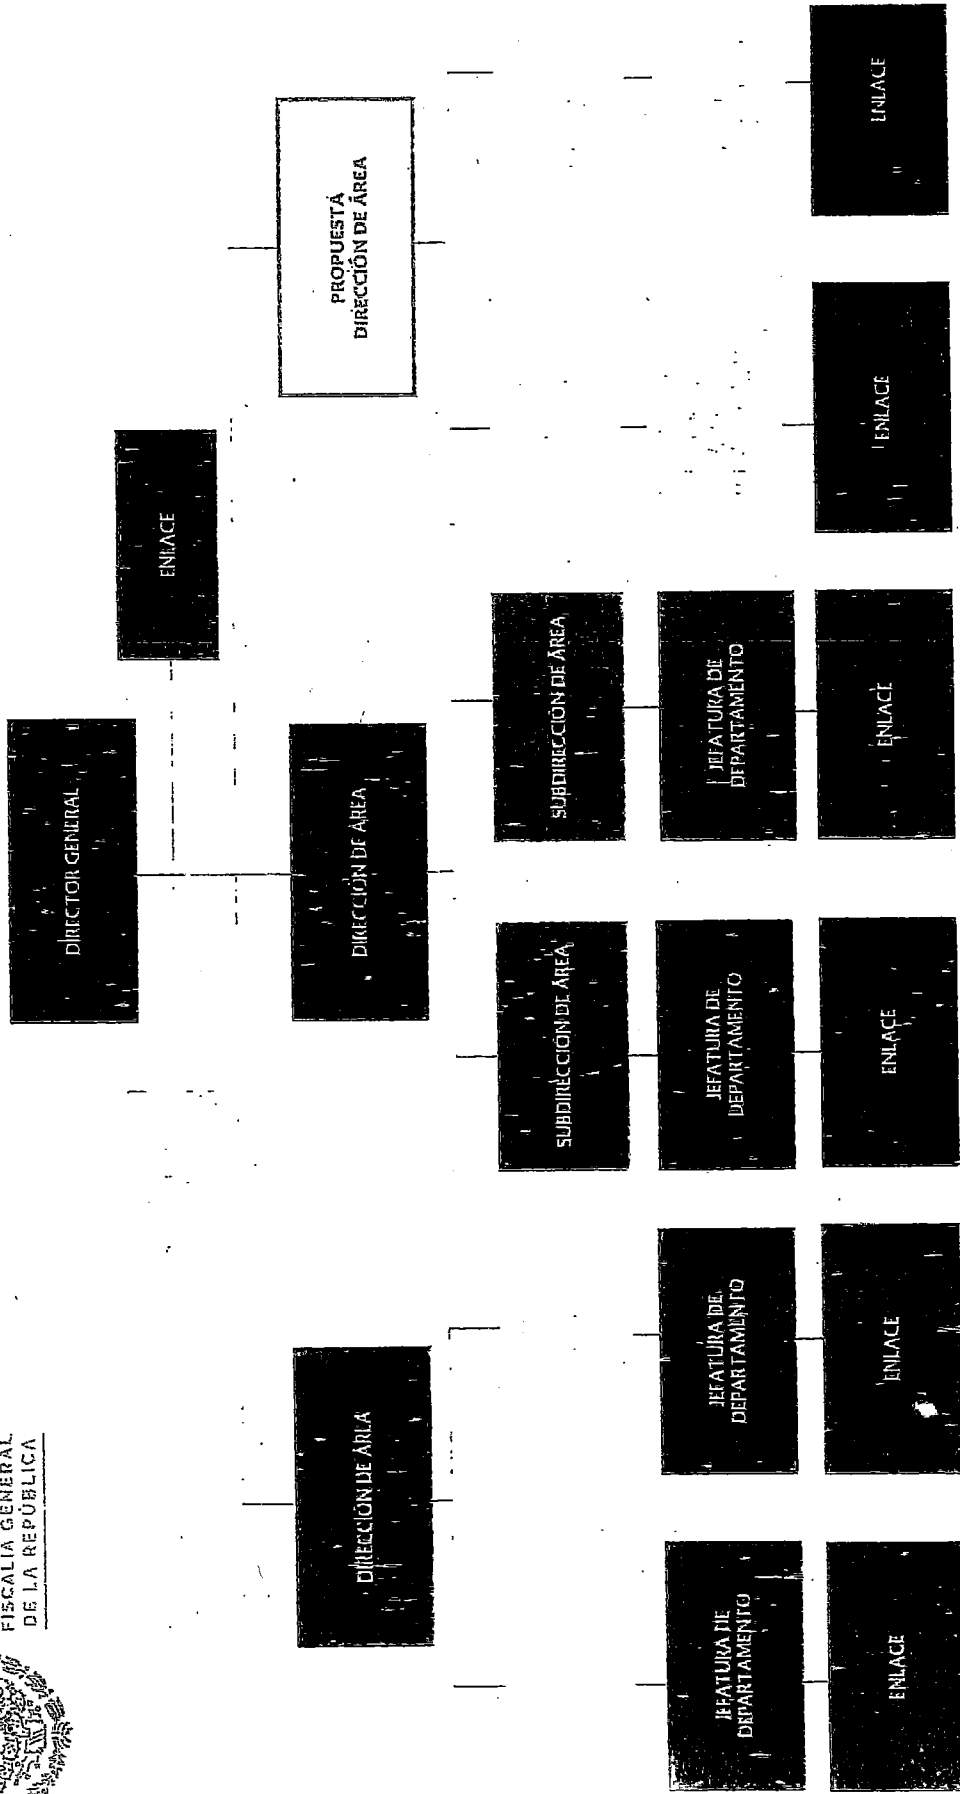 FISCALÍA GENERAL
DE LA REPÚBLICA
DIRECTOR GENERAL
ENLACE
DIRECCIÓN DE ÁREA
DIRECCIÓN DE ÁREA
PROPUESTA
DIRECCIÓN DE ÁREA
SUBDIRECCIÓN DE ÁREA
SUBDIRECCIÓN DE ÁREA
JEFATURA DE
DEPARTAMENTO
JEFATURA DE
DEPARTAMENTO
JEFATURA DE
DEPARTAMENTO
JEFATURA DE
DEPARTAMENTO
ENLACE
ENLACE
ENLACE
ENLACE
ENLACE
ENLACE